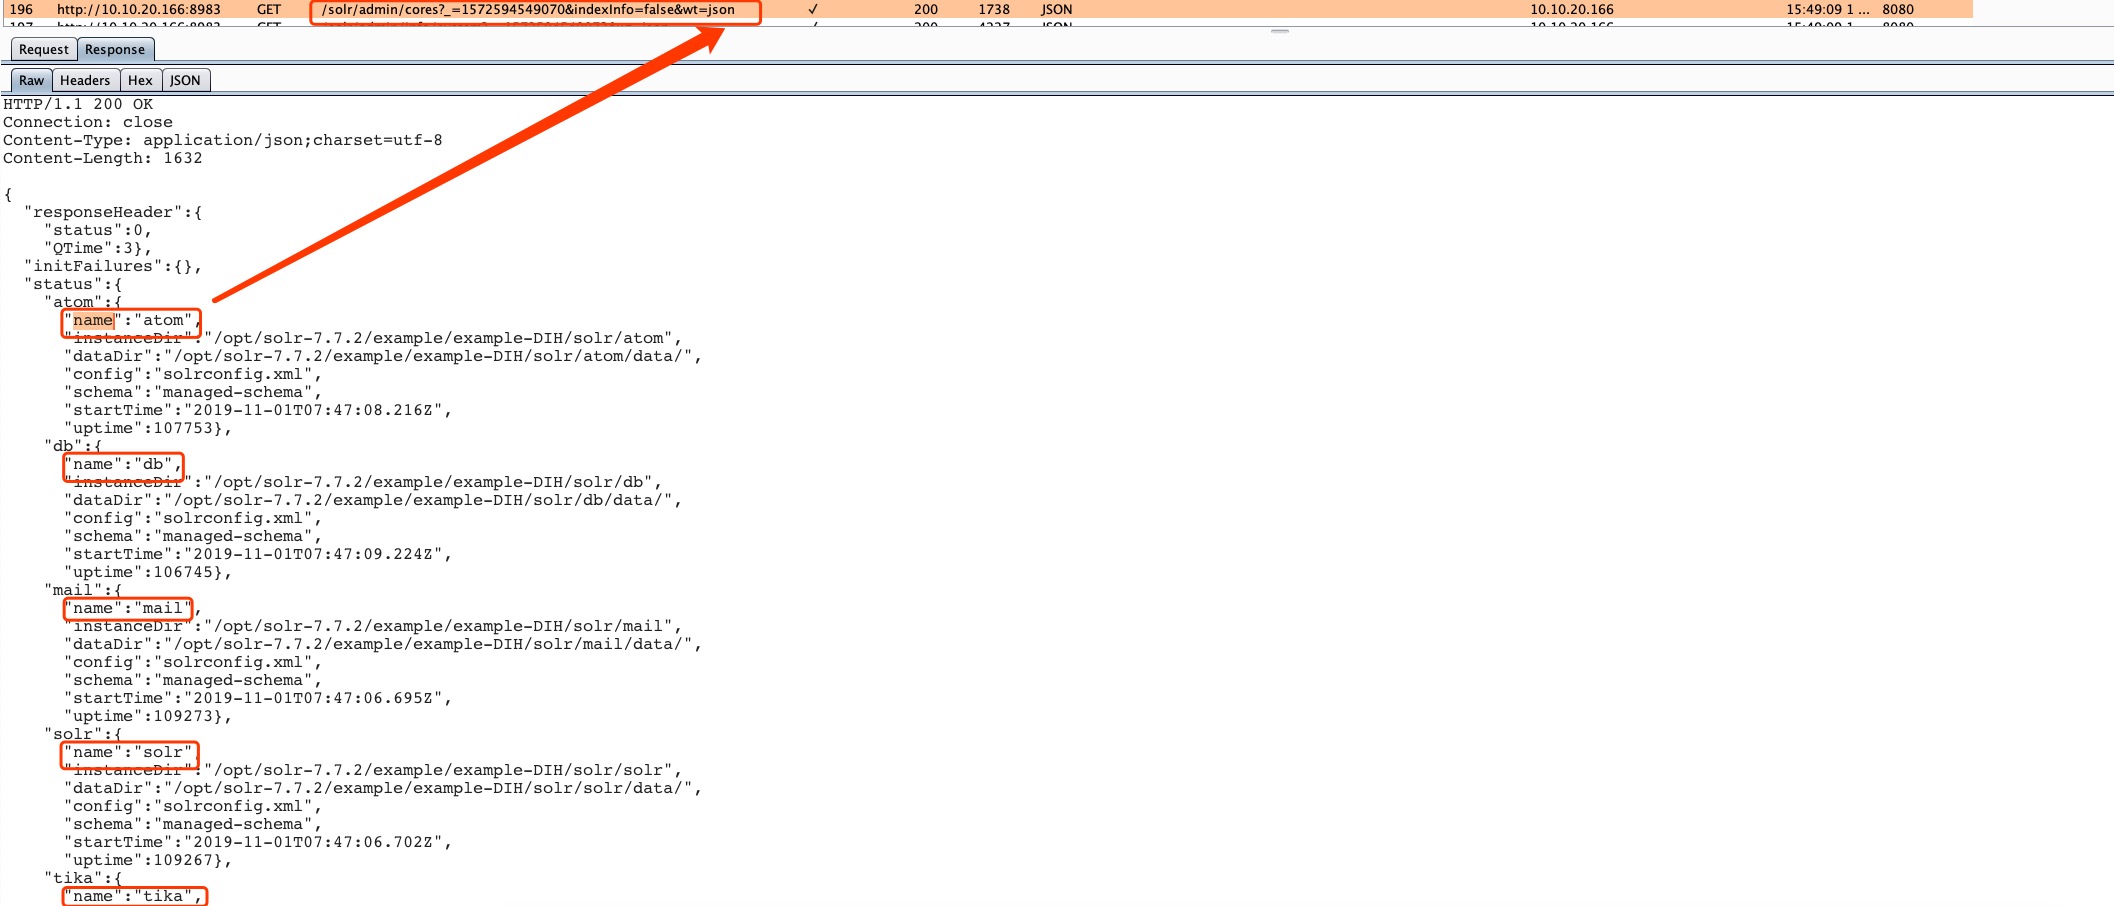 196 http://10.10.20.166:8983 GET /solr/admin/cores?_=1572594549070&indexInfo=false&wt=json ✓ 200 1738 JSON 10.10.20.166 15:49:09 1 ... 8080
Request Response
Raw Headers Hex JSON
HTTP/1.1 200 OK
Connection: close
Content-Type: application/json;charset=utf-8
Content-Length: 1632
{
"responseHeader":{
"status":0,
"QTime":3},
"initFailures":{},
"status":{
"atom":{
"name":"atom",
"instanceDir":"/opt/solr-7.7.2/example/example-DIH/solr/atom",
"dataDir":"/opt/solr-7.7.2/example/example-DIH/solr/atom/data/",
"config":"solrconfig.xml",
"schema":"managed-schema",
"startTime":"2019-11-01T07:47:08.216Z",
"uptime":107753},
"db":{
"name":"db",
"instanceDir":"/opt/solr-7.7.2/example/example-DIH/solr/db",
"dataDir":"/opt/solr-7.7.2/example/example-DIH/solr/db/data/",
"config":"solrconfig.xml",
"schema":"managed-schema",
"startTime":"2019-11-01T07:47:09.224Z",
"uptime":106745},
"mail":{
"name":"mail",
"instanceDir":"/opt/solr-7.7.2/example/example-DIH/solr/mail",
"dataDir":"/opt/solr-7.7.2/example/example-DIH/solr/mail/data/",
"config":"solrconfig.xml",
"schema":"managed-schema",
"startTime":"2019-11-01T07:47:06.695Z",
"uptime":109273},
"solr":{
"name":"solr",
"instanceDir":"/opt/solr-7.7.2/example/example-DIH/solr/solr",
"dataDir":"/opt/solr-7.7.2/example/example-DIH/solr/solr/data/",
"config":"solrconfig.xml",
"schema":"managed-schema",
"startTime":"2019-11-01T07:47:06.702Z",
"uptime":109267},
"tika":{
"name":"tika",